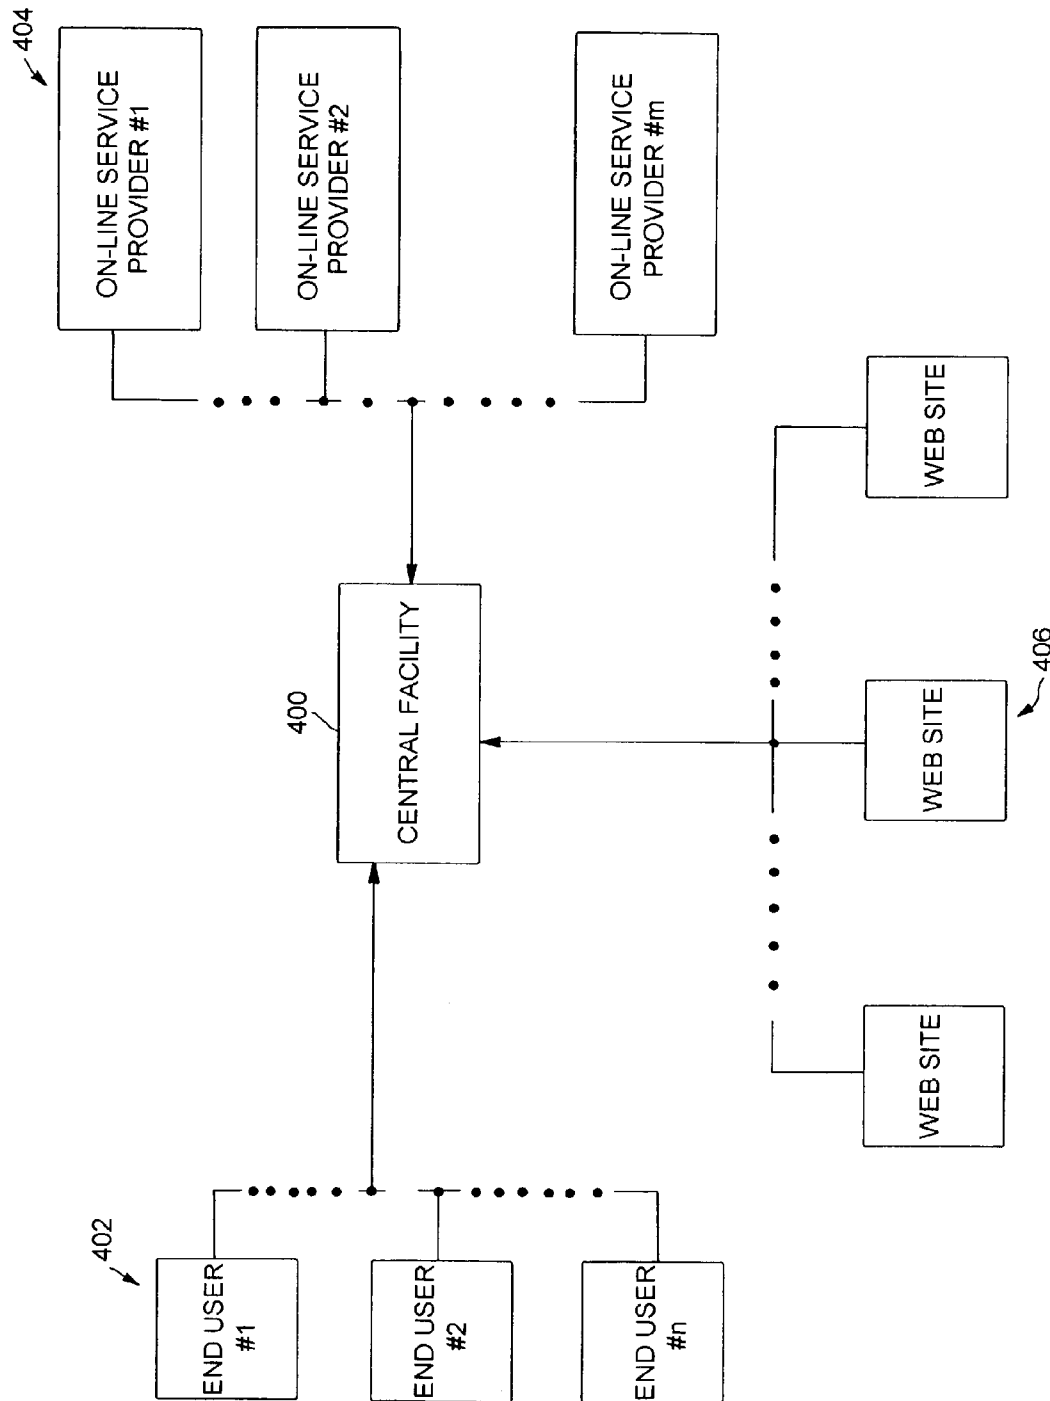 404
ON-LINE SERVICE
PROVIDER #1
ON-LINE SERVICE
PROVIDER #2
ON-LINE SERVICE
PROVIDER #m
400
CENTRAL FACILITY
402
END USER
#1
END USER
#2
END USER
#n
WEB SITE
WEB SITE
WEB SITE
406